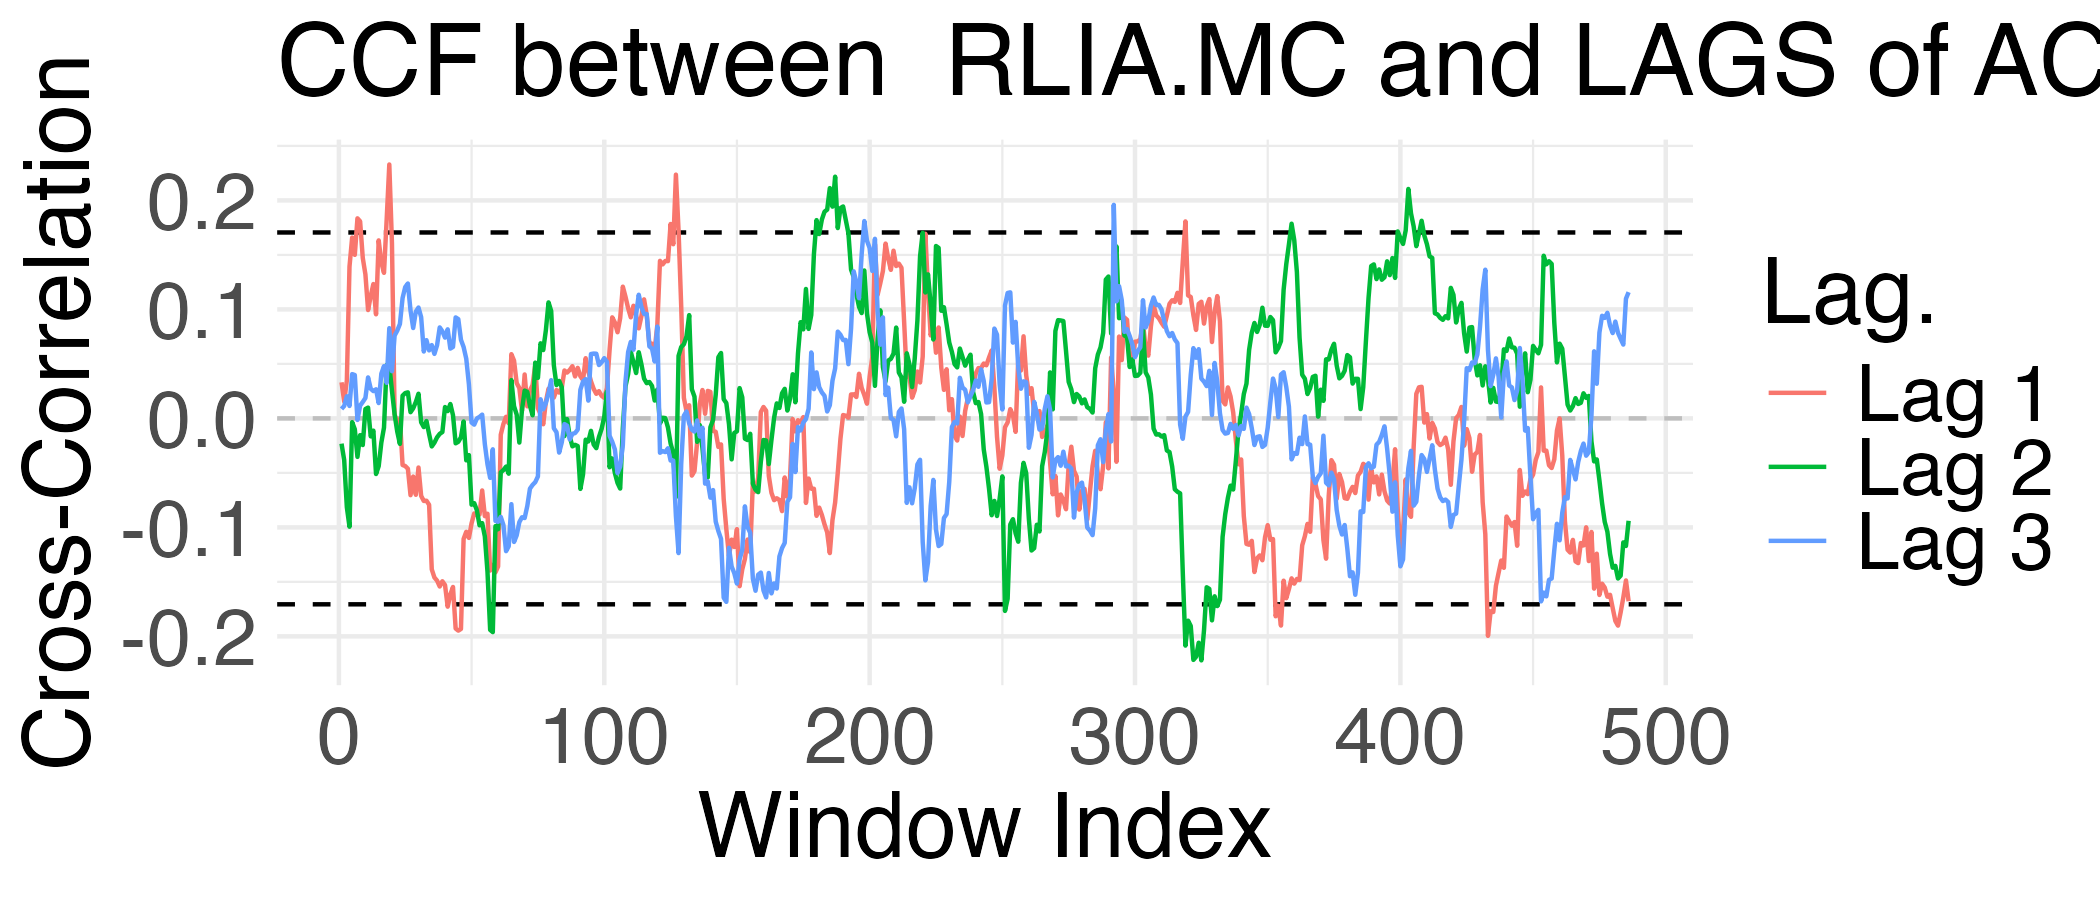 CCF between RLIA.MC and LAGS of AC
Cross-Correlation
0.2
0.1
0.0
-0.1
-0.2
0 100 200 300 400 500
Window Index
Lag.
Lag 1
Lag 2
Lag 3